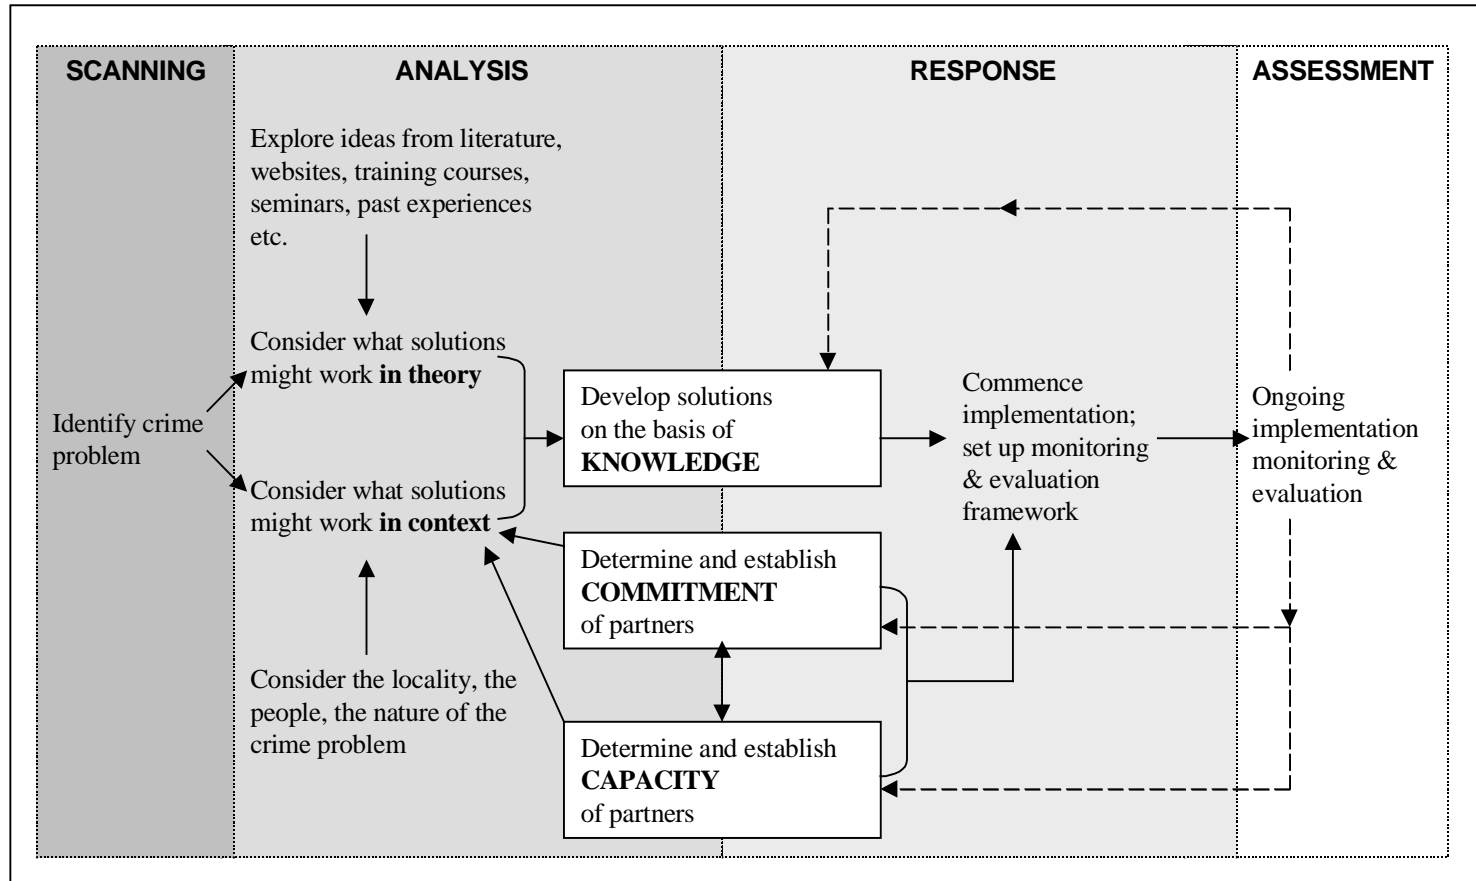 SCANNING
ANALYSIS
RESPONSE
ASSESSMENT
Explore ideas from literature,
websites, training courses,
seminars, past experiences
etc.
Consider what solutions
might work in theory
Identify crime
problem
Consider what solutions
might work in context
Consider the locality, the
people, the nature of the
crime problem
Develop solutions
on the basis of
KNOWLEDGE
Determine and establish
COMMITMENT
of partners
Determine and establish
CAPACITY
of partners
Commence
implementation;
set up monitoring
& evaluation
framework
Ongoing
implementation
monitoring &
evaluation